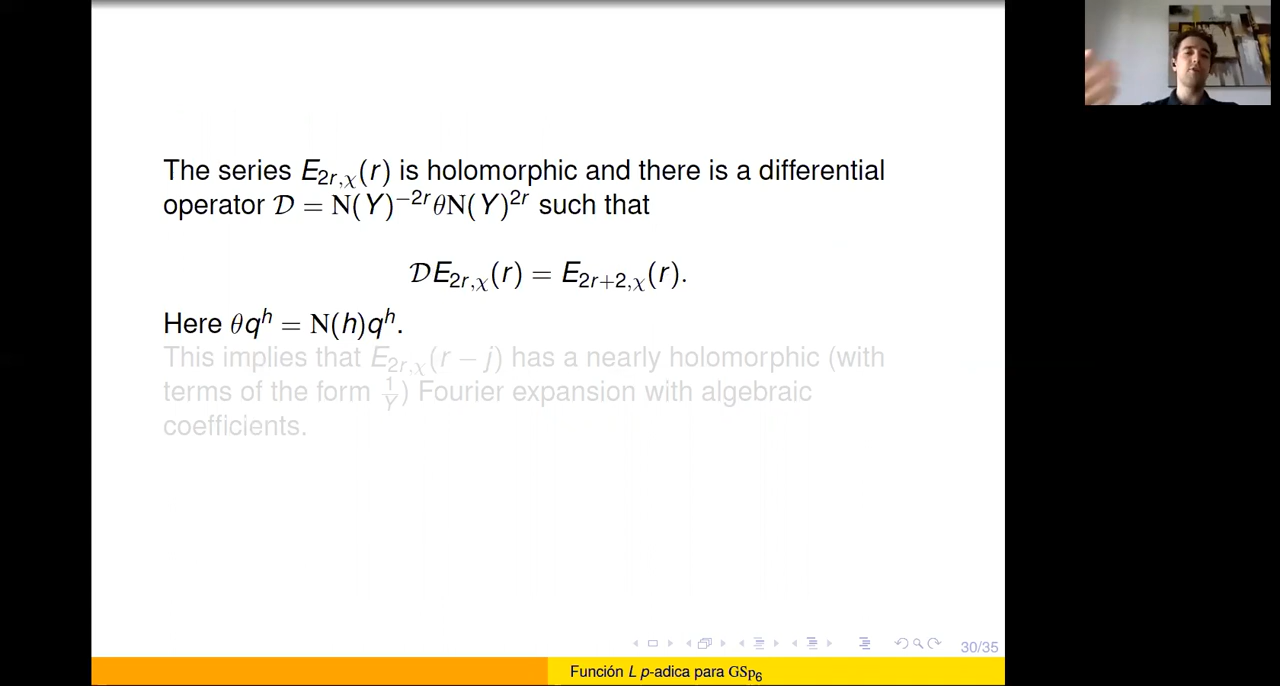 The series E_{2r,χ}(r) is holomorphic and there is a differential
operator 𝒟 = N(Y)^{−2r}θN(Y)^{2r} such that
𝒟E_{2r,χ}(r) = E_{2r+2,χ}(r).
Here θq^h = N(h)q^h.
This implies that E_{2r,χ}(r − j) has a nearly holomorphic (with
terms of the form 1/Y) Fourier expansion with algebraic
coefficients.
30/35
Función L p-adica para GSp_6